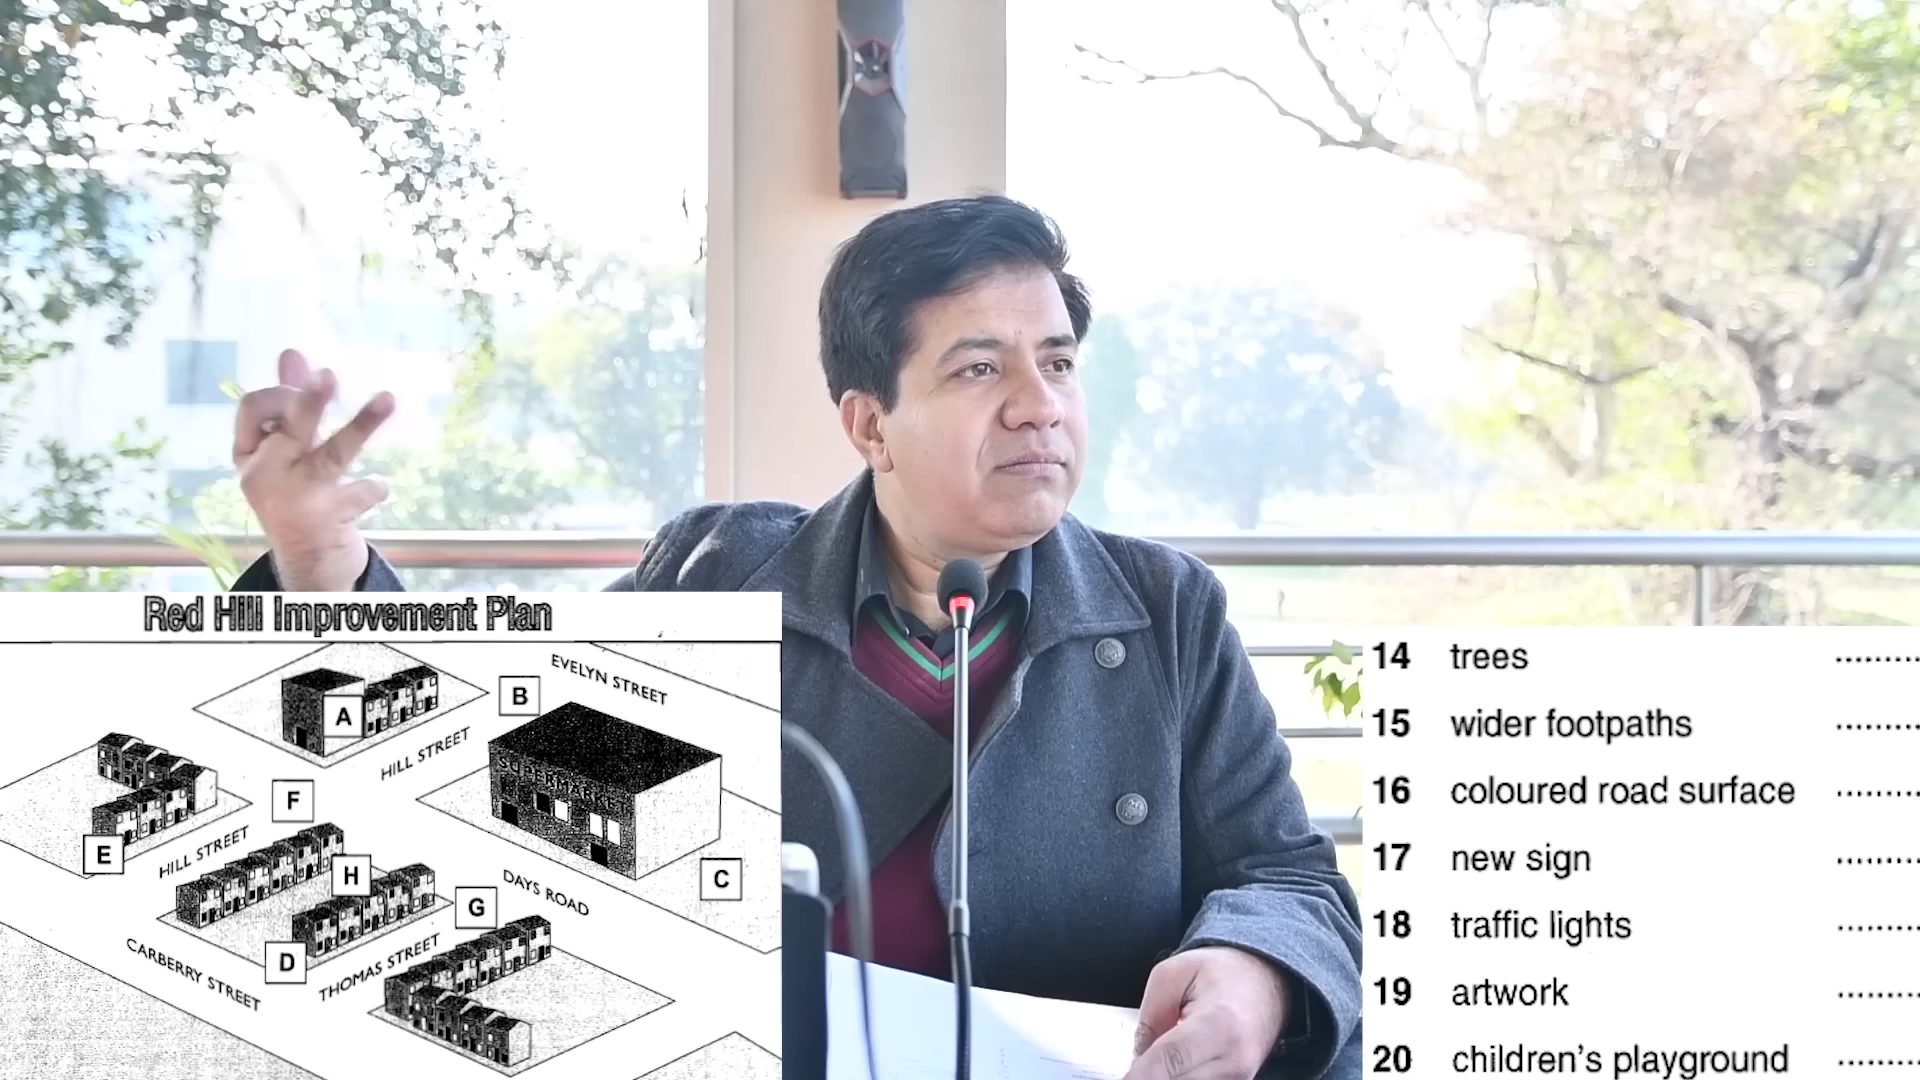 Red Hill Improvement Plan
EVELYN STREET
B
A
HILL STREET
SUPERMARKET
F
E
HILL STREET
H
C
DAYS ROAD
G
D
CARBERRY STREET
THOMAS STREET
14 trees ..........
15 wider footpaths ..........
16 coloured road surface ..........
17 new sign ..........
18 traffic lights ..........
19 artwork ..........
20 children's playground ..........